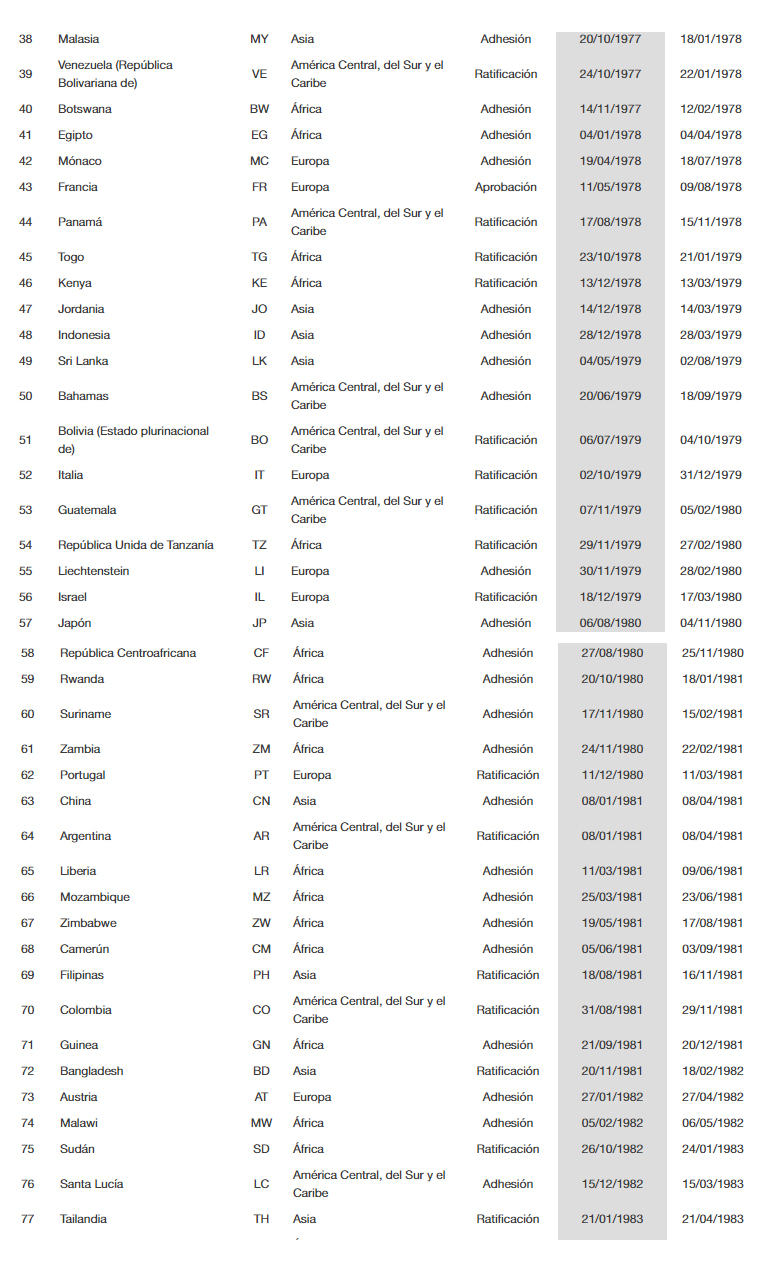 38 Malasia MY Asia Adhesión 20/10/1977 18/01/1978
39 Venezuela (República Bolivariana de) VE América Central, del Sur y el Caribe Ratificación 24/10/1977 22/01/1978
40 Botswana BW África Adhesión 14/11/1977 12/02/1978
41 Egipto EG África Adhesión 04/01/1978 04/04/1978
42 Mónaco MC Europa Adhesión 19/04/1978 18/07/1978
43 Francia FR Europa Aprobación 11/05/1978 09/08/1978
44 Panamá PA América Central, del Sur y el Caribe Ratificación 17/08/1978 15/11/1978
45 Togo TG África Ratificación 23/10/1978 21/01/1979
46 Kenya KE África Ratificación 13/12/1978 13/03/1979
47 Jordania JO Asia Adhesión 14/12/1978 14/03/1979
48 Indonesia ID Asia Adhesión 28/12/1978 28/03/1979
49 Sri Lanka LK Asia Adhesión 04/05/1979 02/08/1979
50 Bahamas BS América Central, del Sur y el Caribe Adhesión 20/06/1979 18/09/1979
51 Bolivia (Estado plurinacional de) BO América Central, del Sur y el Caribe Ratificación 06/07/1979 04/10/1979
52 Italia IT Europa Ratificación 02/10/1979 31/12/1979
53 Guatemala GT América Central, del Sur y el Caribe Ratificación 07/11/1979 05/02/1980
54 República Unida de Tanzanía TZ África Ratificación 29/11/1979 27/02/1980
55 Liechtenstein LI Europa Adhesión 30/11/1979 28/02/1980
56 Israel IL Europa Ratificación 18/12/1979 17/03/1980
57 Japón JP Asia Adhesión 06/08/1980 04/11/1980
58 República Centroafricana CF África Adhesión 27/08/1980 25/11/1980
59 Rwanda RW África Adhesión 20/10/1980 18/01/1981
60 Suriname SR América Central, del Sur y el Caribe Adhesión 17/11/1980 15/02/1981
61 Zambia ZM África Adhesión 24/11/1980 22/02/1981
62 Portugal PT Europa Ratificación 11/12/1980 11/03/1981
63 China CN Asia Adhesión 08/01/1981 08/04/1981
64 Argentina AR América Central, del Sur y el Caribe Ratificación 08/01/1981 08/04/1981
65 Liberia LR África Adhesión 11/03/1981 09/06/1981
66 Mozambique MZ África Adhesión 25/03/1981 23/06/1981
67 Zimbabwe ZW África Adhesión 19/05/1981 17/08/1981
68 Camerún CM África Adhesión 05/06/1981 03/09/1981
69 Filipinas PH Asia Ratificación 18/08/1981 16/11/1981
70 Colombia CO América Central, del Sur y el Caribe Ratificación 31/08/1981 29/11/1981
71 Guinea GN África Adhesión 21/09/1981 20/12/1981
72 Bangladesh BD Asia Ratificación 20/11/1981 18/02/1982
73 Austria AT Europa Adhesión 27/01/1982 27/04/1982
74 Malawi MW África Adhesión 05/02/1982 06/05/1982
75 Sudán SD África Ratificación 26/10/1982 24/01/1983
76 Santa Lucía LC América Central, del Sur y el Caribe Adhesión 15/12/1982 15/03/1983
77 Tailandia TH Asia Ratificación 21/01/1983 21/04/1983